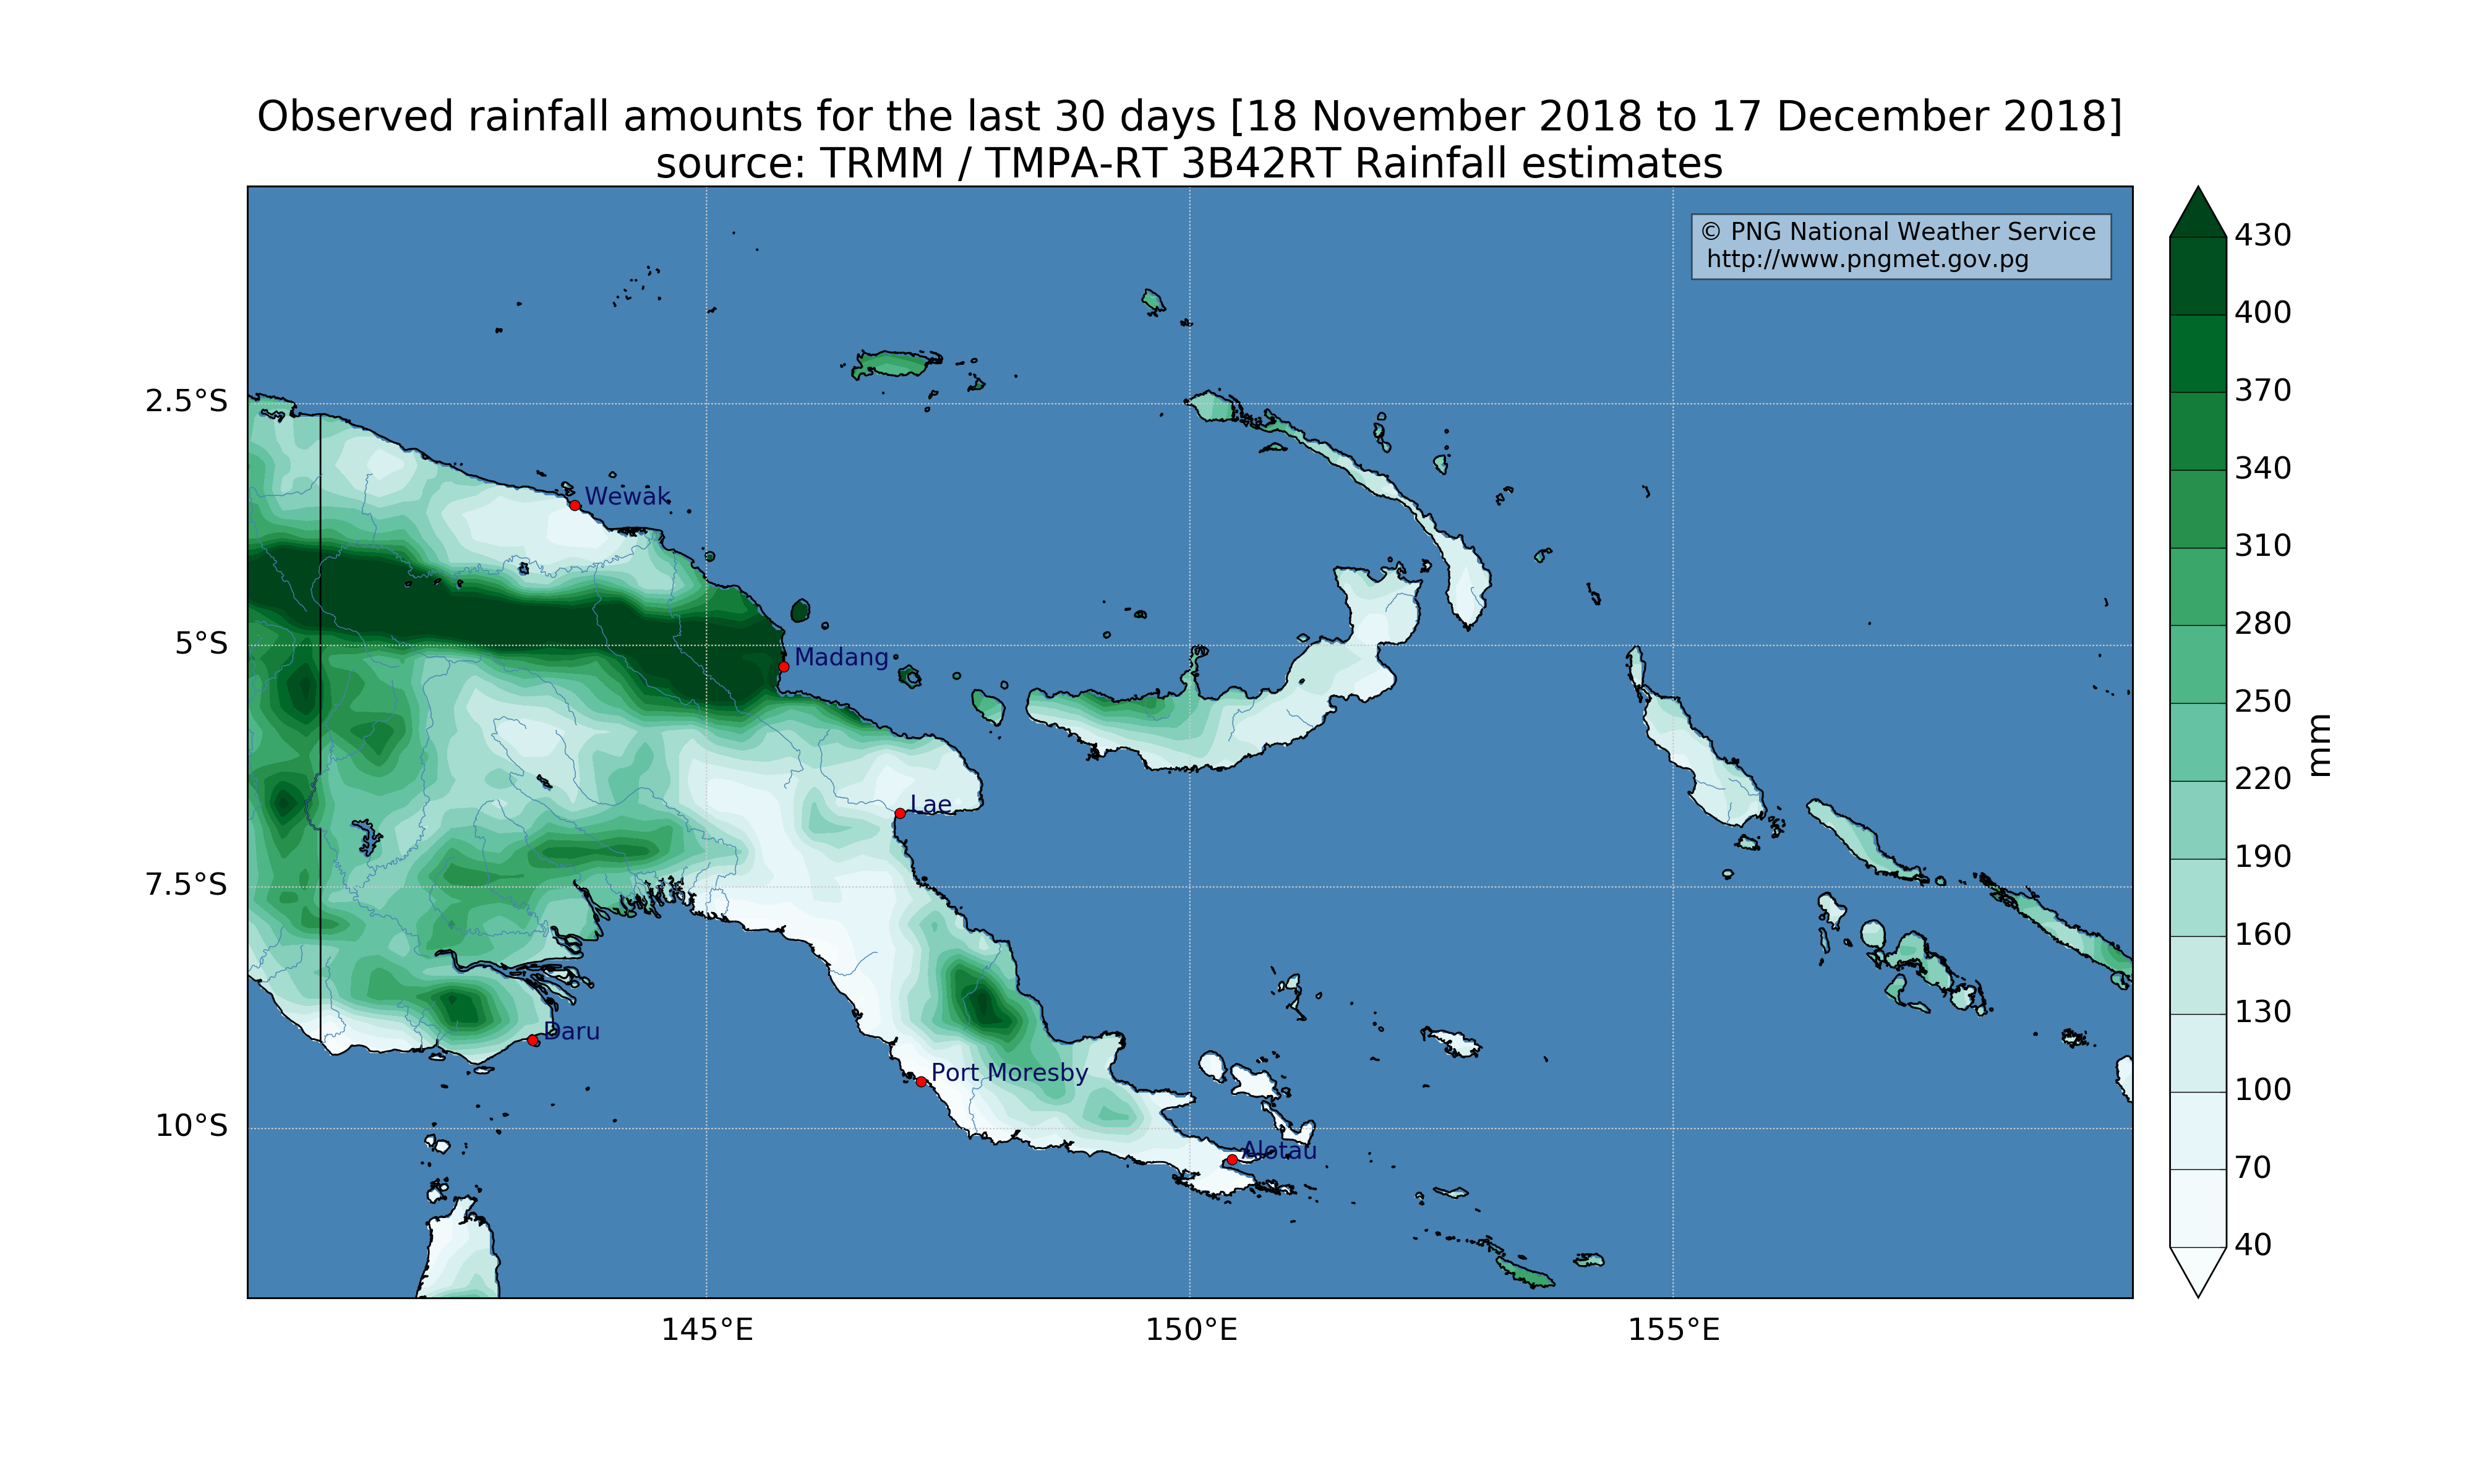 Observed rainfall amounts for the last 30 days [18 November 2018 to 17 December 2018]
source: TRMM / TMPA-RT 3B42RT Rainfall estimates
© PNG National Weather Service
http://www.pngmet.gov.pg
430
400
370
340
310
280
250
220
190
160
130
100
70
40
mm
2.5°S
5°S
7.5°S
10°S
Wewak
Madang
Lae
Daru
Port Moresby
Alotau
145°E
150°E
155°E